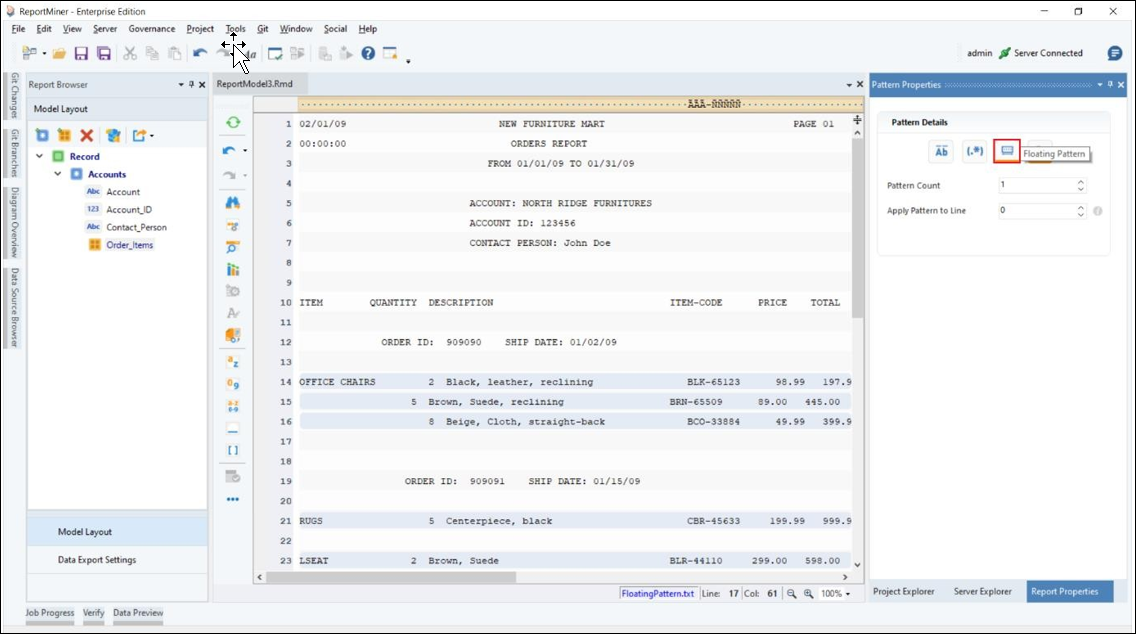 ReportMiner - Enterprise Edition
File Edit View Server Governance Project Tools Git Window Social Help
admin Server Connected
Git Changes
Git Branches
Diagram Overview
Data Source Browser
Report Browser
Model Layout
Record
Accounts
Account
Account_ID
Contact_Person
Order_Items
Model Layout
Data Export Settings
ReportModel3.Rmd
AAA-ÑÑÑÑÑ
1 02/01/09 NEW FURNITURE MART PAGE 01
2 00:00:00 ORDERS REPORT
3 FROM 01/01/09 TO 01/31/09
4
5 ACCOUNT: NORTH RIDGE FURNITURES
6 ACCOUNT ID: 123456
7 CONTACT PERSON: John Doe
8
9
10 ITEM QUANTITY DESCRIPTION ITEM-CODE PRICE TOTAL
11
12 ORDER ID: 909090 SHIP DATE: 01/02/09
13
14 OFFICE CHAIRS 2 Black, leather, reclining BLK-65123 98.99 197.9
15 5 Brown, Suede, reclining BRN-65509 89.00 445.00
16 8 Beige, Cloth, straight-back BCO-33884 49.99 399.9
17
18
19 ORDER ID: 909091 SHIP DATE: 01/15/09
20
21 RUGS 5 Centerpiece, black CBR-45633 199.99 999.9
22
23 LSEAT 2 Brown, Suede BLR-44110 299.00 598.00
FloatingPattern.txt Line: 17 Col: 61 100%
Pattern Properties
Pattern Details
Floating Pattern
Pattern Count 1
Apply Pattern to Line 0
Project Explorer Server Explorer Report Properties
Job Progress Verify Data Preview